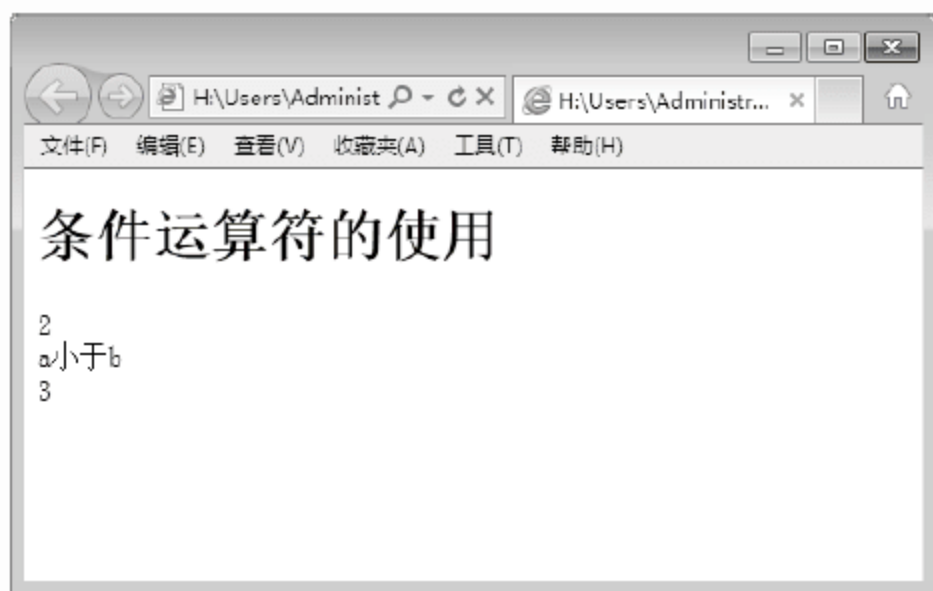 H:\Users\Administ
H:\Users\Administr...
文件(F) 编辑(E) 查看(V) 收藏夹(A) 工具(T) 帮助(H)
条件运算符的使用
2
a小于b
3